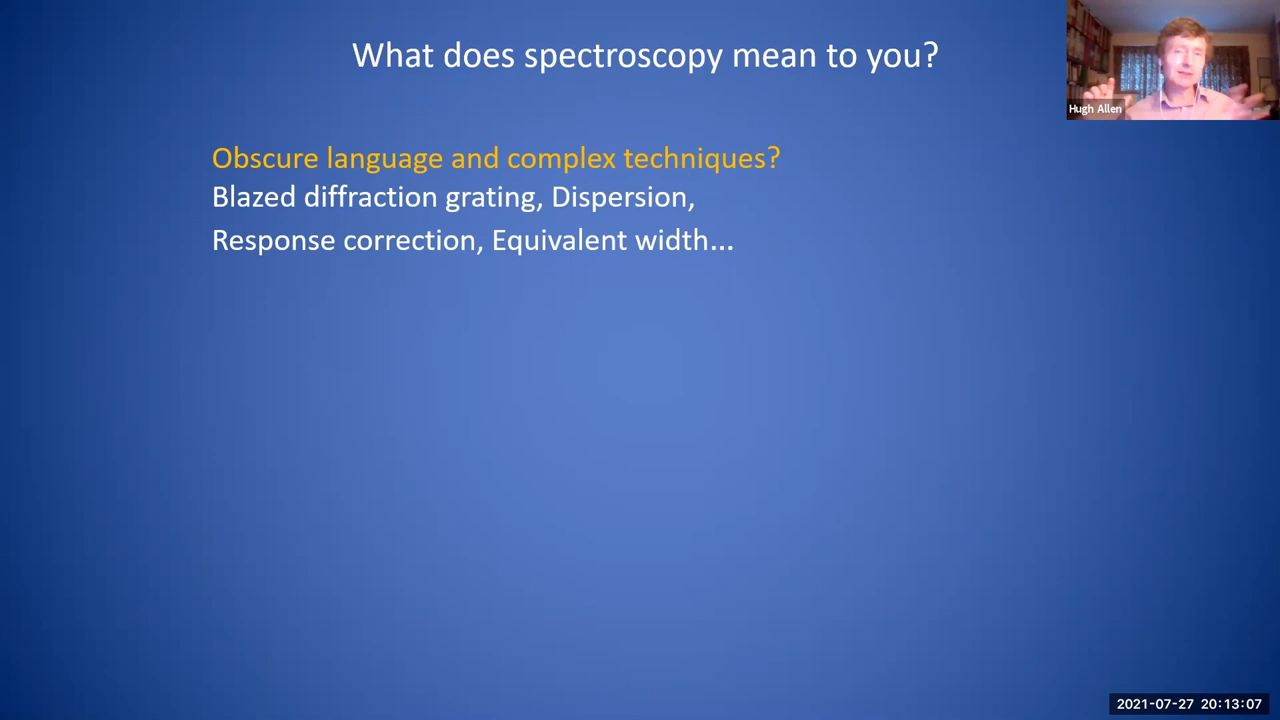 What does spectroscopy mean to you?
Hugh Allen
Obscure language and complex techniques?
Blazed diffraction grating, Dispersion,
Response correction, Equivalent width...
2021-07-27 20:13:07